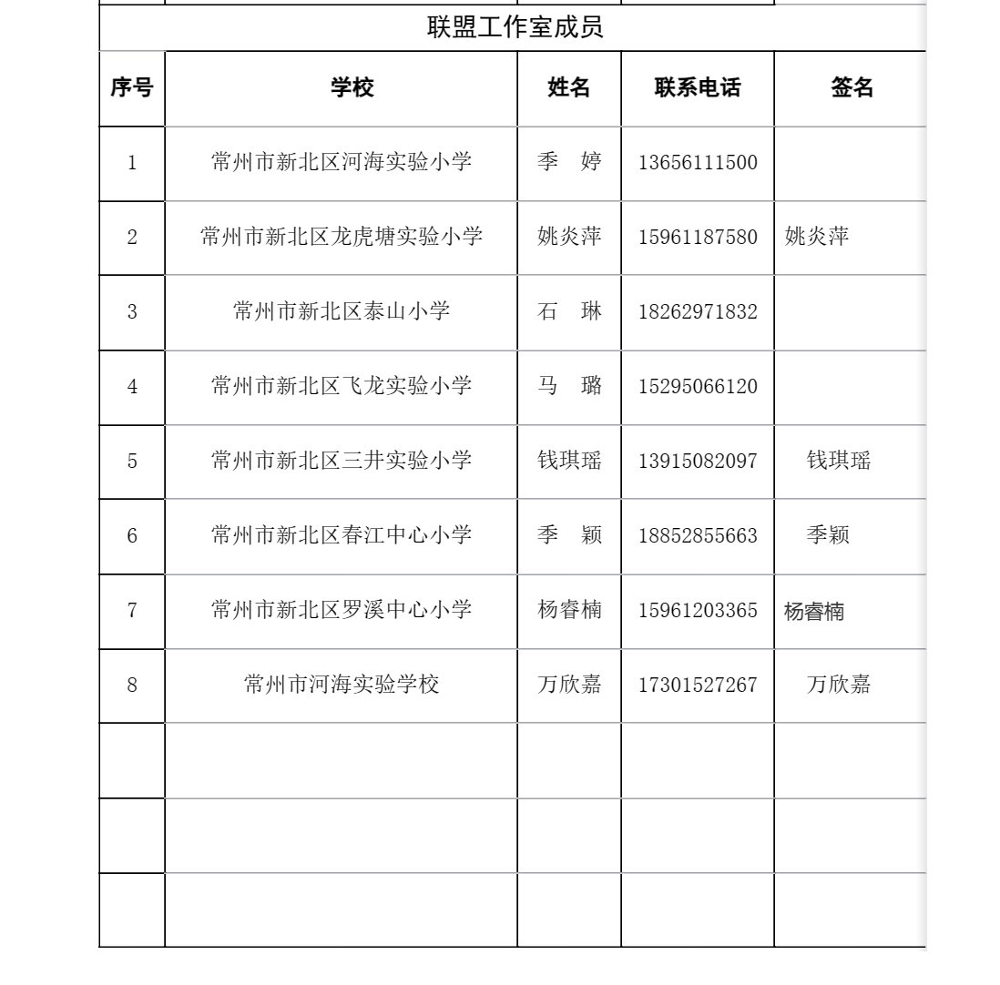 联盟工作室成员
序号 学校 姓名 联系电话 签名
1 常州市新北区河海实验小学 季 婷 13656111500
2 常州市新北区龙虎塘实验小学 姚炎萍 15961187580 姚炎萍
3 常州市新北区泰山小学 石 琳 18262971832
4 常州市新北区飞龙实验小学 马 璐 15295066120
5 常州市新北区三井实验小学 钱琪瑶 13915082097 钱琪瑶
6 常州市新北区春江中心小学 季 颖 18852855663 季颖
7 常州市新北区罗溪中心小学 杨睿楠 15961203365 杨睿楠
8 常州市河海实验学校 万欣嘉 17301527267 万欣嘉